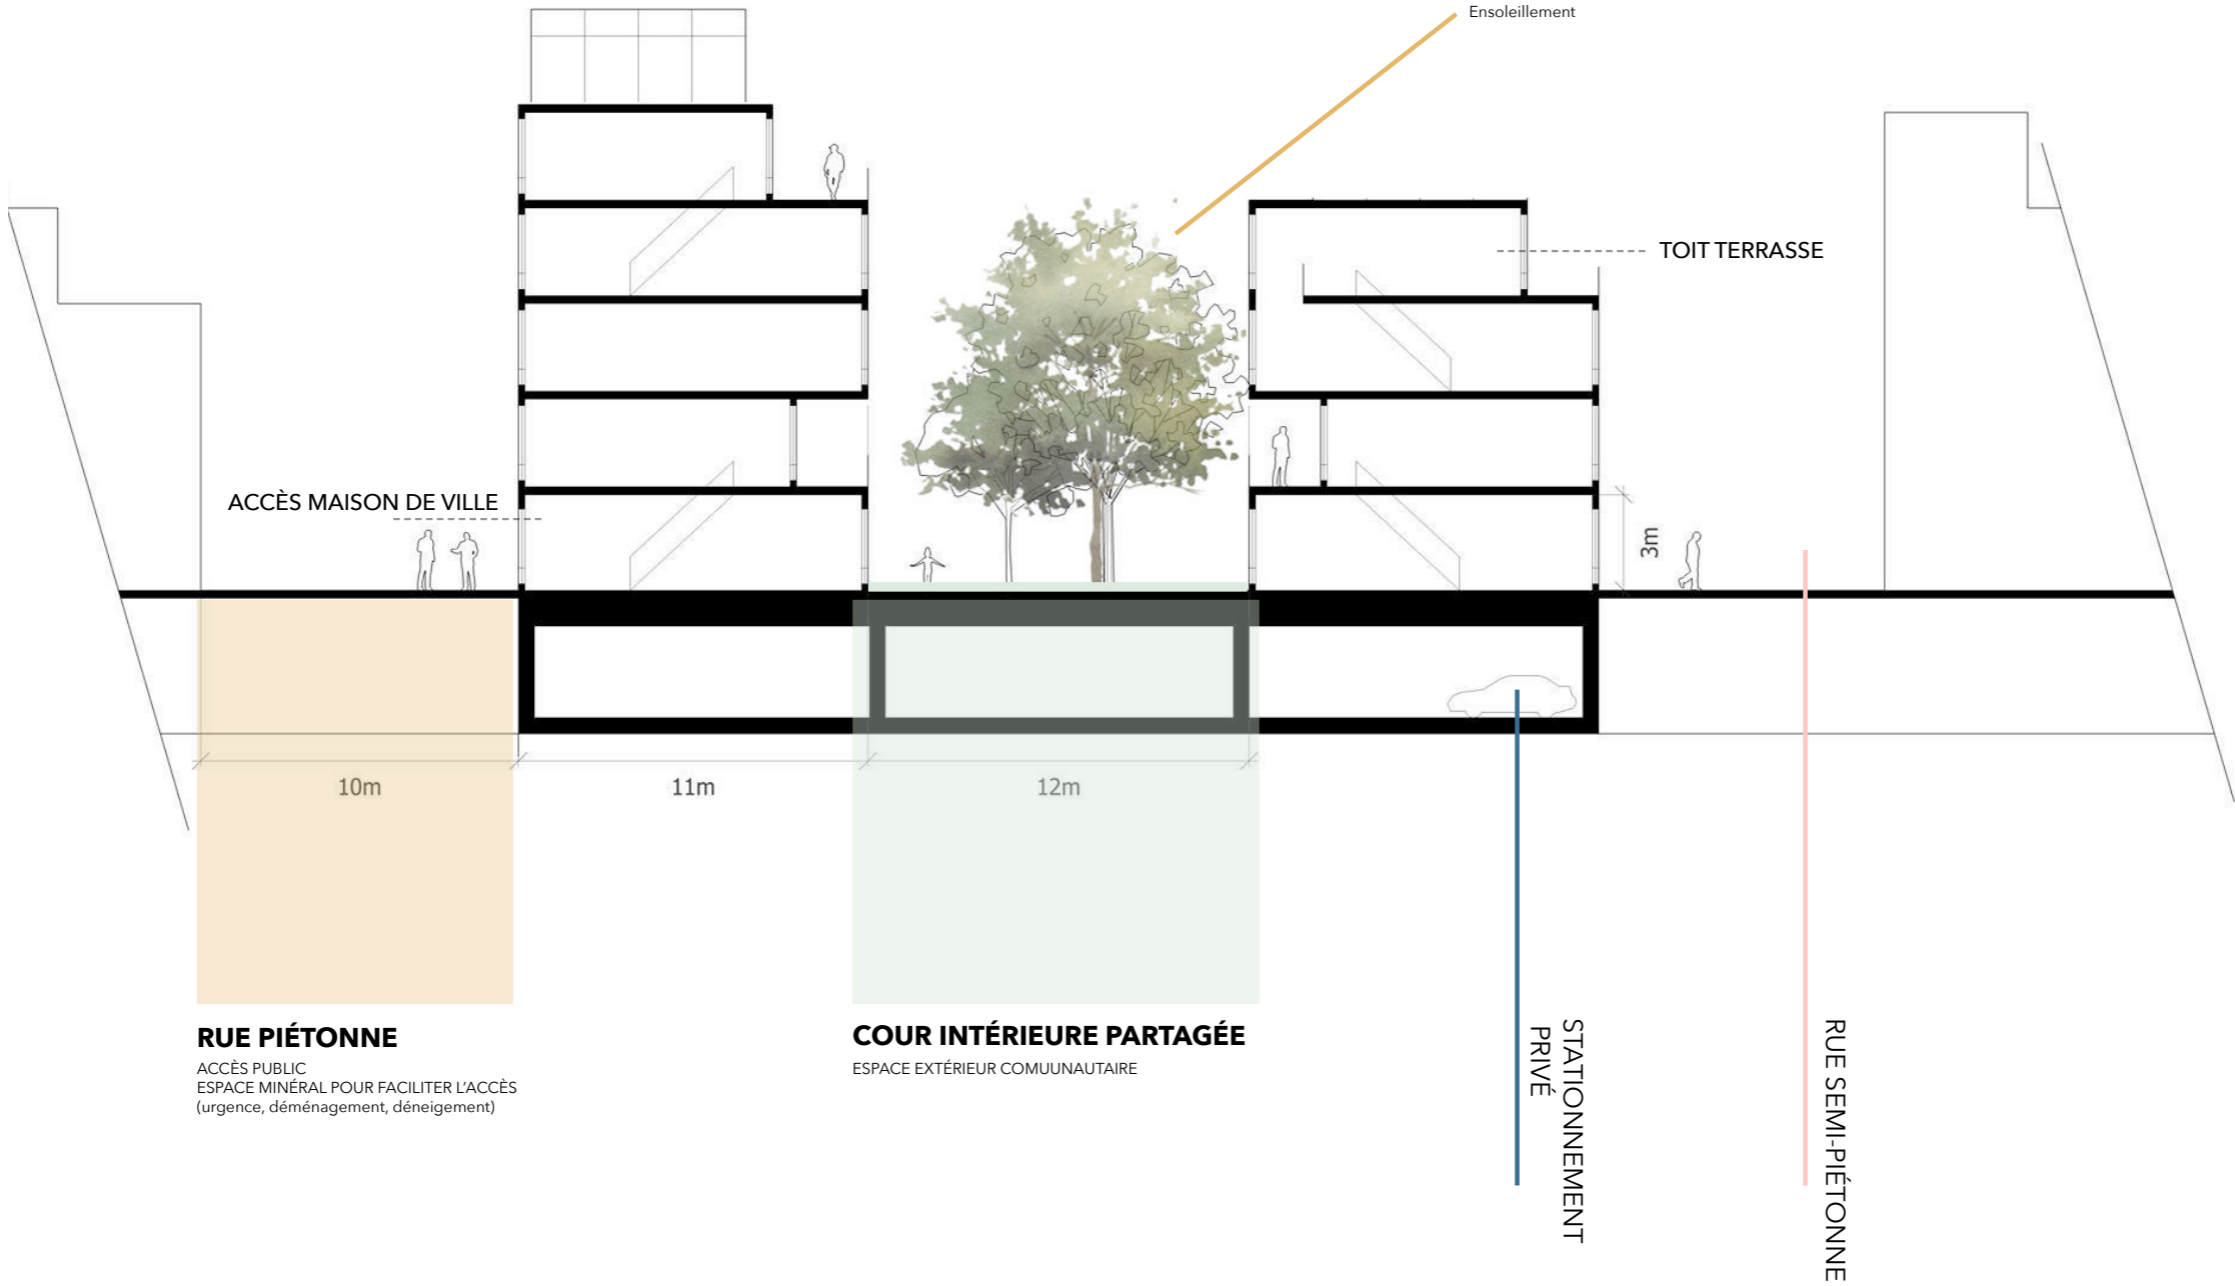 Ensoleillement
TOIT TERRASSE
ACCÈS MAISON DE VILLE
3m
10m
11m
12m
RUE PIÉTONNE
ACCÈS PUBLIC
ESPACE MINÉRAL POUR FACILITER L'ACCÈS
(urgence, déménagement, déneigement)
COUR INTÉRIEURE PARTAGÉE
ESPACE EXTÉRIEUR COMUUNAUTAIRE
STATIONNEMENT
PRIVÉ
RUE SEMI-PIÉTONNE